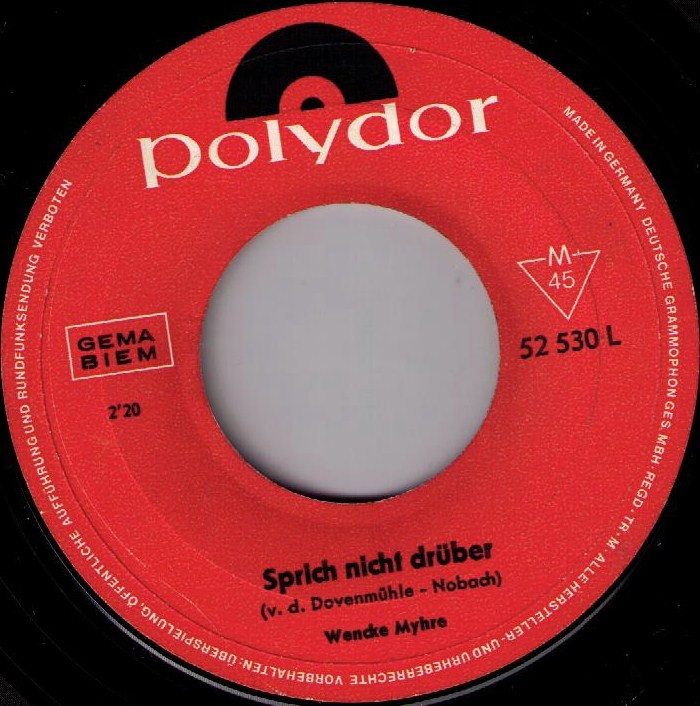 polydor
M
45
GEMA
BIEM
52 530 L
2'20
Sprich nicht drüber
(v. d. Dovenmühle - Nobach)
Wencke Myhre
MADE IN GERMANY DEUTSCHE GRAMMOPHON GES. MBH. REGD. TR. M. ALLE HERSTELLER- UND URHEBERRECHTE VORBEHALTEN: ÜBERSPIELUNG, ÖFFENTLICHE AUFFÜHRUNG UND RUNDFUNKSENDUNG VERBOTEN